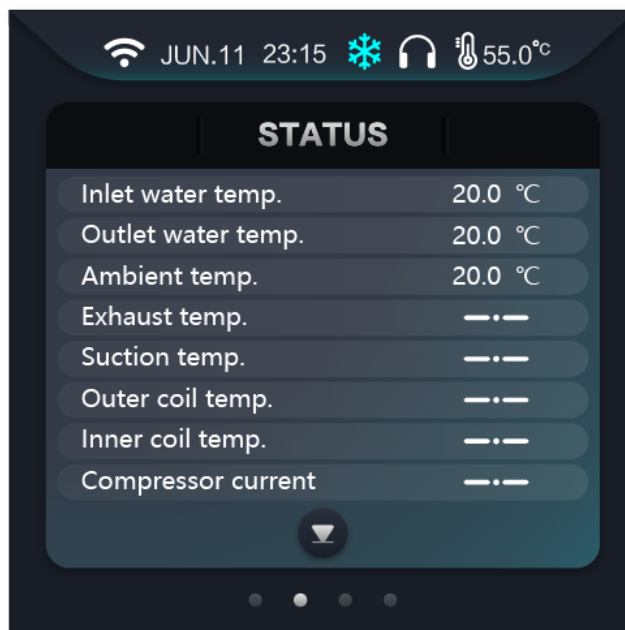 JUN.11 23:15 55.0°C
STATUS
Inlet water temp. 20.0 ℃
Outlet water temp. 20.0 ℃
Ambient temp. 20.0 ℃
Exhaust temp. —.—
Suction temp. —.—
Outer coil temp. —.—
Inner coil temp. —.—
Compressor current —.—